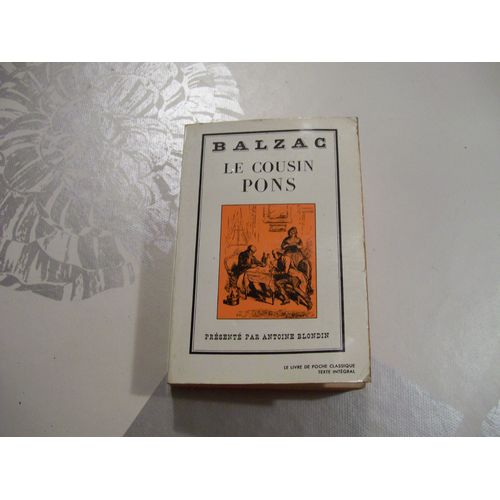 BALZAC
LE COUSIN
PONS
PRÉSENTÉ PAR ANTOINE BLONDIN
LE LIVRE DE POCHE CLASSIQUE
TEXTE INTÉGRAL